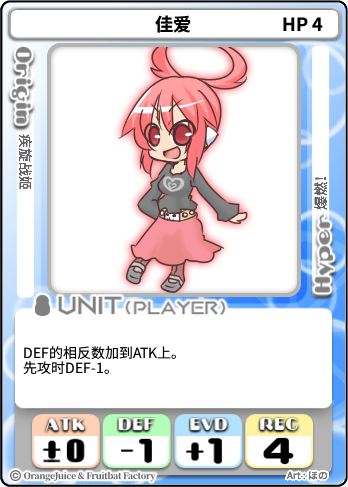 佳爱
HP 4
Origin
疾旋战姬
Hyper 爆燃!
UNIT(PLAYER)
DEF的相反数加到ATK上。
先攻时DEF-1。
ATK DEF EVD REC
±0 -1 +1 4
© OrangeJuice & Fruitbat Factory
Art: ほの